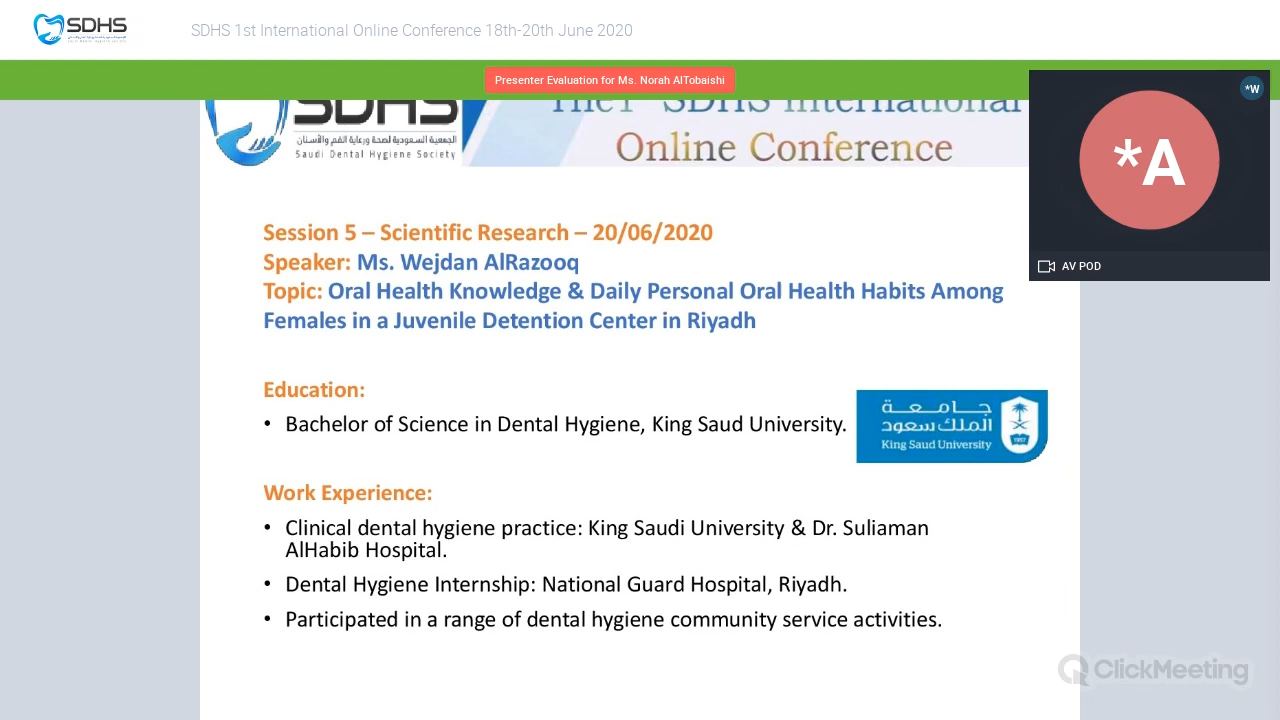 SDHS
SDHS 1st International Online Conference 18th-20th June 2020
Presenter Evaluation for Ms. Norah AlTobaishi
*W
*A
AV POD
SDHS
The1 SDHS International
الجمعية السعودية لصحة ورعاية الفم والأسنان
Saudi Dental Hygiene Society
Online Conference
Session 5 – Scientific Research – 20/06/2020
Speaker: Ms. Wejdan AlRazooq
Topic: Oral Health Knowledge & Daily Personal Oral Health Habits Among
Females in a Juvenile Detention Center in Riyadh
Education:
• Bachelor of Science in Dental Hygiene, King Saud University.
جامعة
الملك سعود
King Saud University
1957
Work Experience:
• Clinical dental hygiene practice: King Saudi University & Dr. Suliaman
AlHabib Hospital.
• Dental Hygiene Internship: National Guard Hospital, Riyadh.
• Participated in a range of dental hygiene community service activities.
ClickMeeting